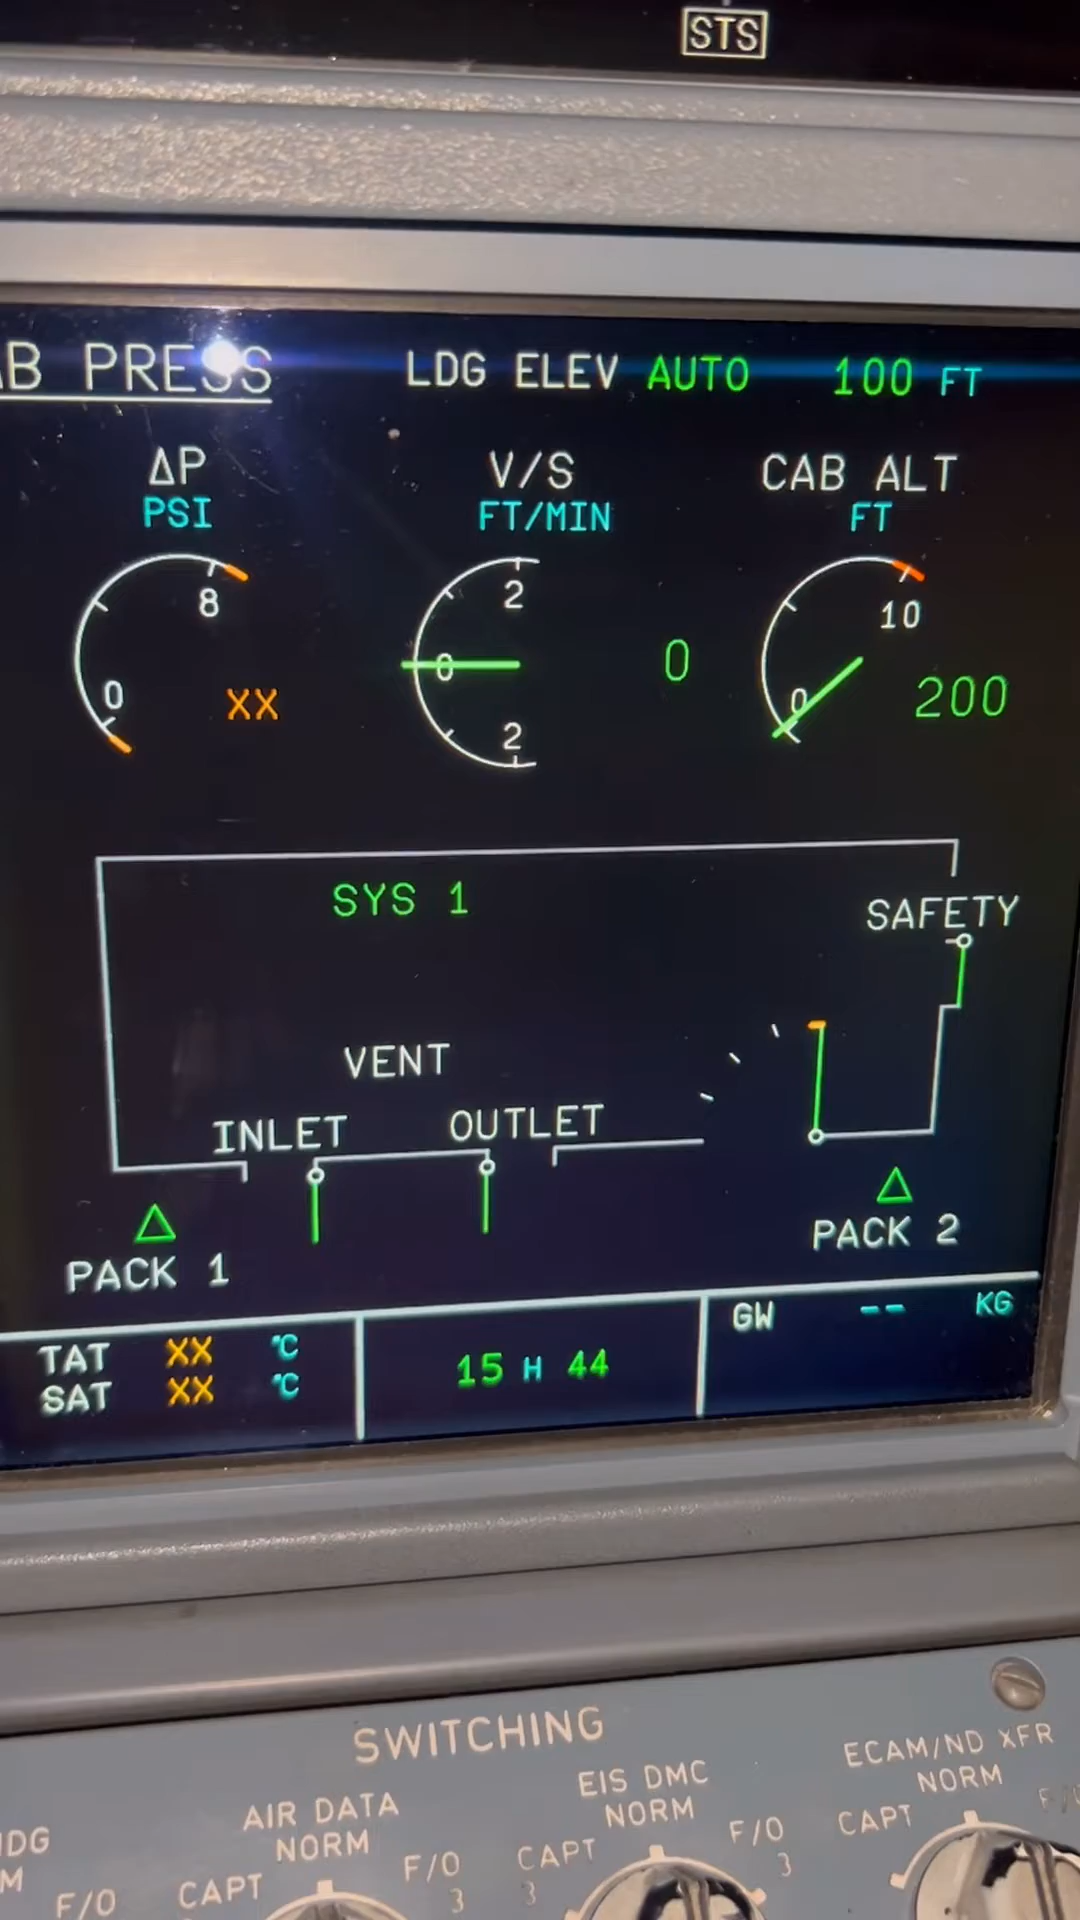 STS
AB PRESS LDG ELEV AUTO 100 FT
ΔP V/S CAB ALT
PSI FT/MIN FT
8 2 10
0 XX 0 0 0 200
2
SYS 1
SAFETY
VENT
INLET OUTLET
PACK 1 PACK 2
TAT XX °C 15 H 44 GW -- KG
SAT XX °C
SWITCHING
ECAM/ND XFR
EIS DMC NORM
AIR DATA NORM CAPT F/O
NORM CAPT F/O
HDG CAPT F/O 3 3
M F/O 3